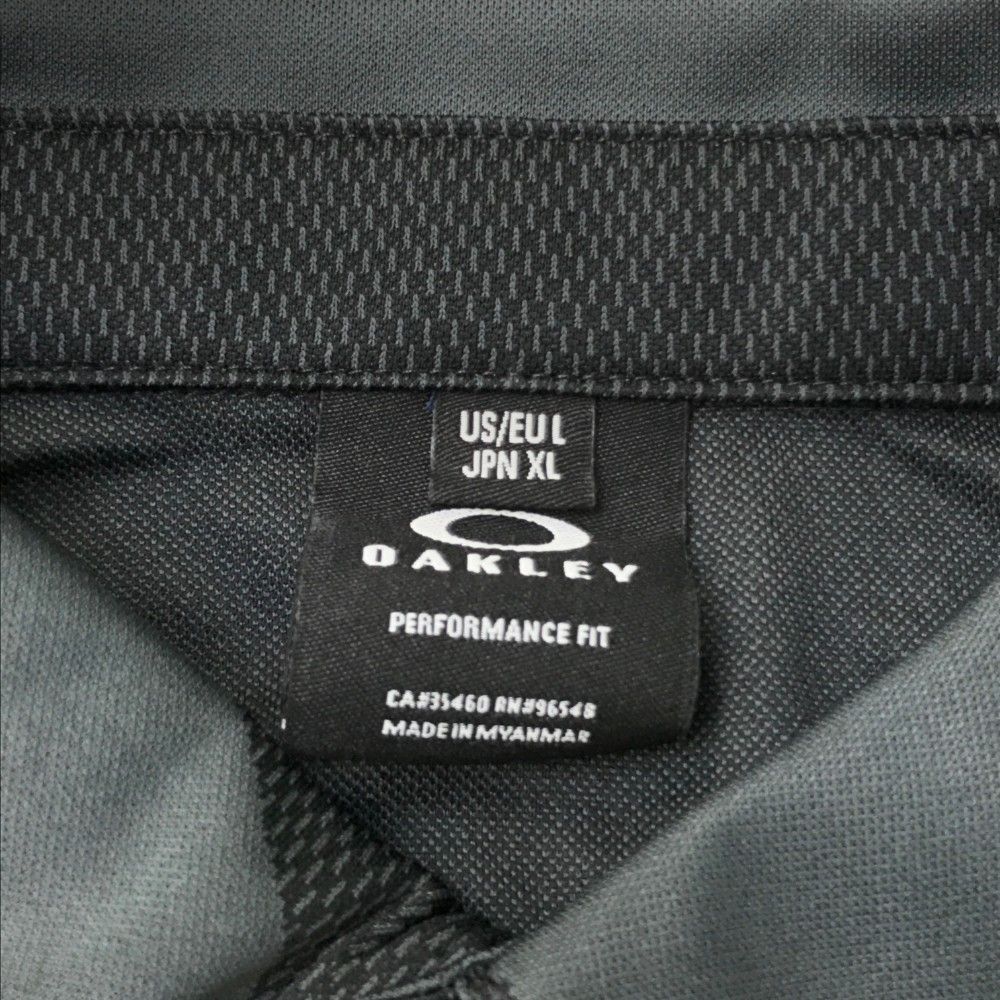 US/EU L
JPN XL
OAKLEY
PERFORMANCE FIT
CA#35460 RN#96548
MADE IN MYANMAR